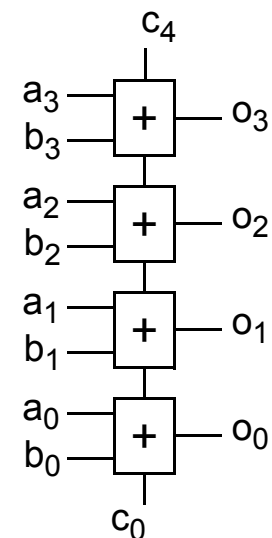 c₄
a₃
b₃ + o₃
a₂
b₂ + o₂
a₁
b₁ + o₁
a₀
b₀ + o₀
c₀